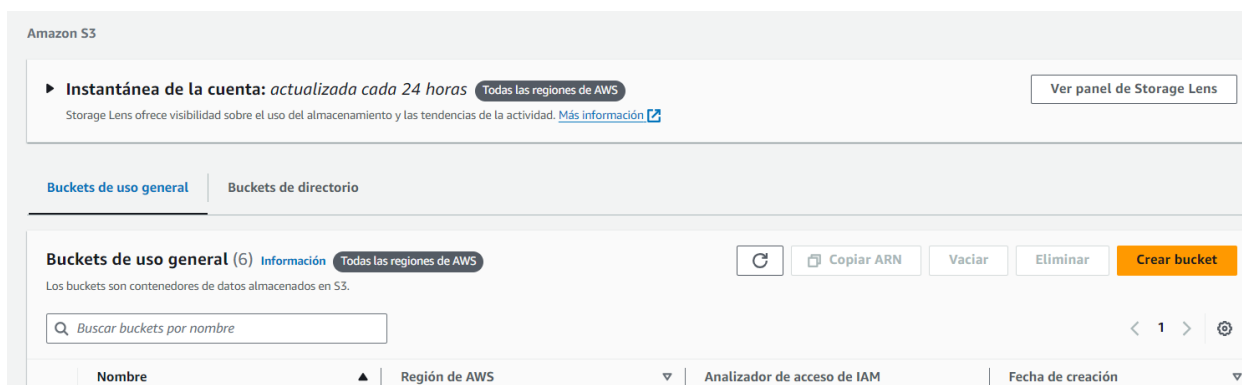 Amazon S3
Instantánea de la cuenta: actualizada cada 24 horas Todas las regiones de AWS Ver panel de Storage Lens
Storage Lens ofrece visibilidad sobre el uso del almacenamiento y las tendencias de la actividad. Más información
Buckets de uso general Buckets de directorio
Buckets de uso general (6) Información Todas las regiones de AWS Copiar ARN Vaciar Eliminar Crear bucket
Los buckets son contenedores de datos almacenados en S3.
Buscar buckets por nombre 1
Nombre Región de AWS Analizador de acceso de IAM Fecha de creación